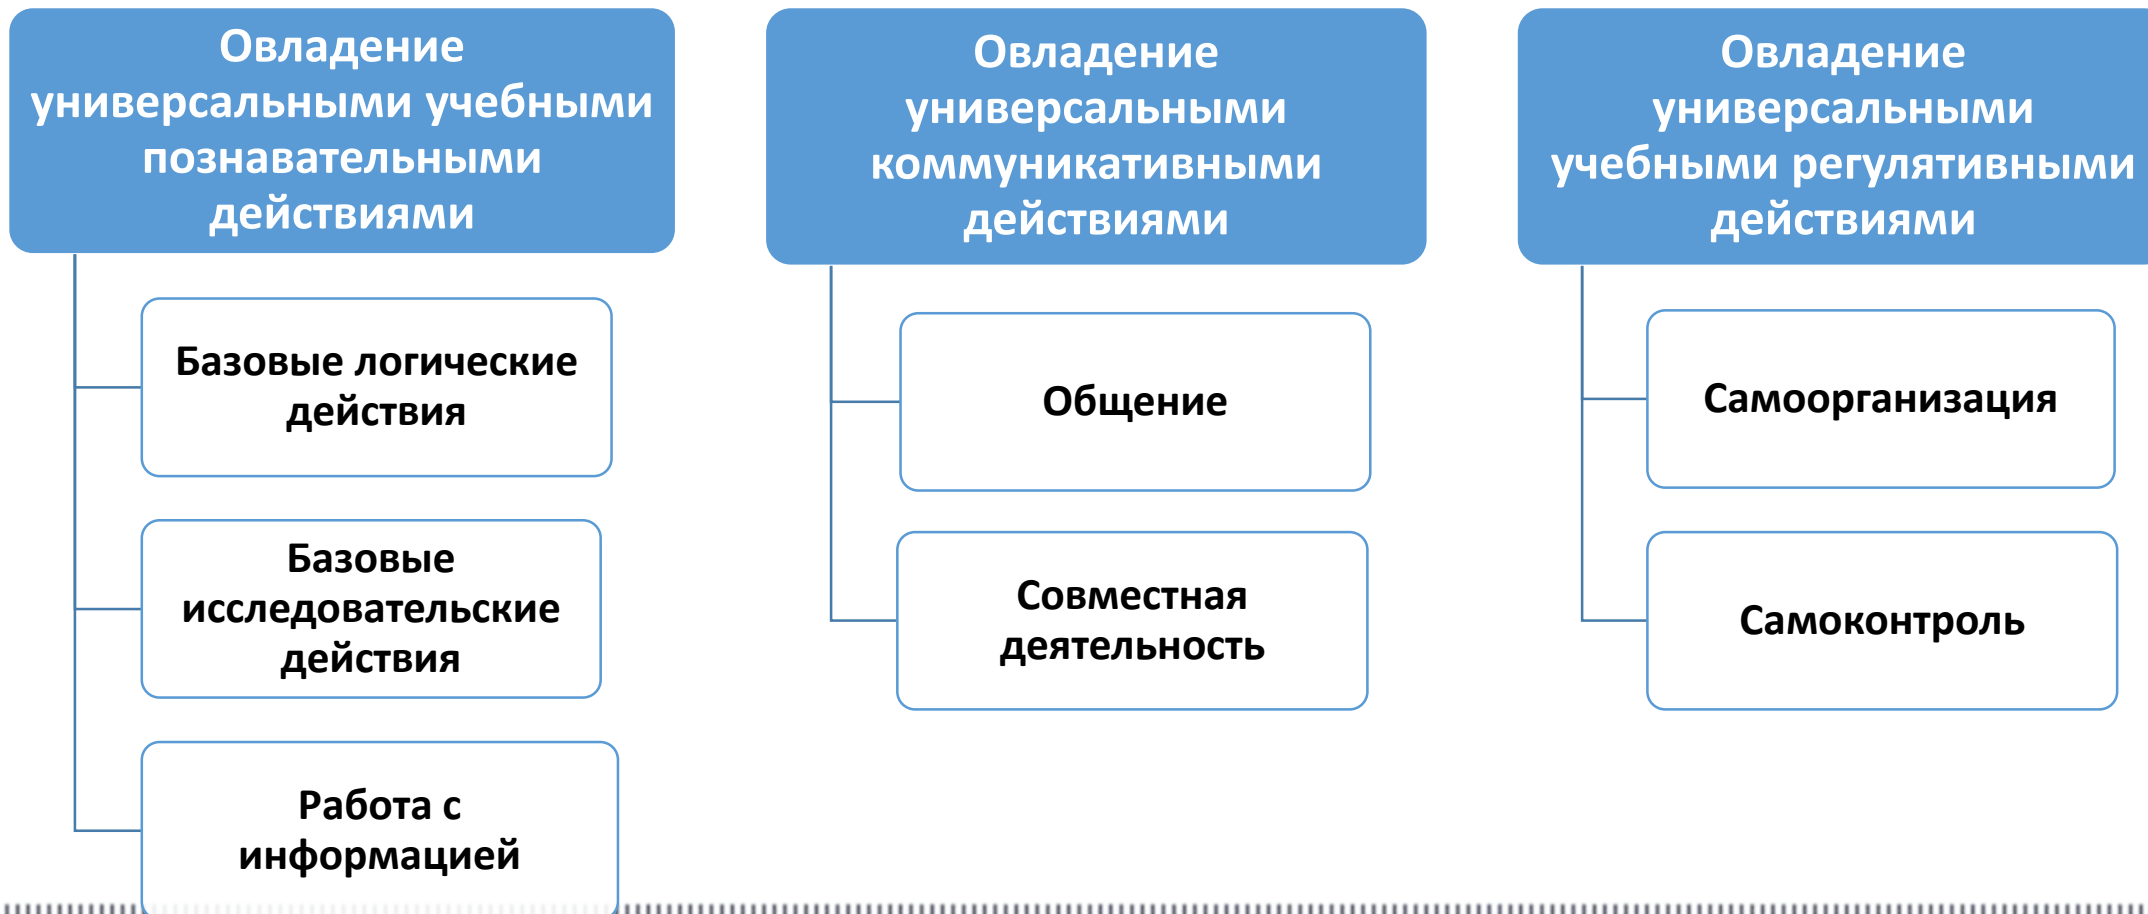 Овладение
универсальными учебными
познавательными
действиями
Базовые логические
действия
Базовые
исследовательские
действия
Работа с
информацией
Овладение
универсальными
коммуникативными
действиями
Общение
Совместная
деятельность
Овладение
универсальными
учебными регулятивными
действиями
Самоорганизация
Самоконтроль